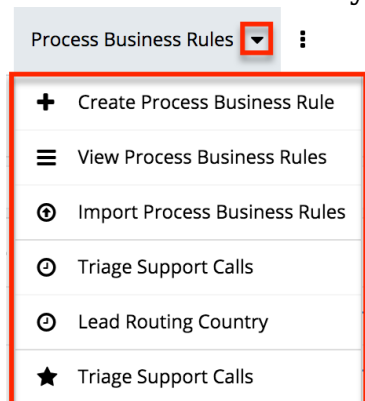 Process Business Rules
Create Process Business Rule
View Process Business Rules
Import Process Business Rules
Triage Support Calls
Lead Routing Country
Triage Support Calls